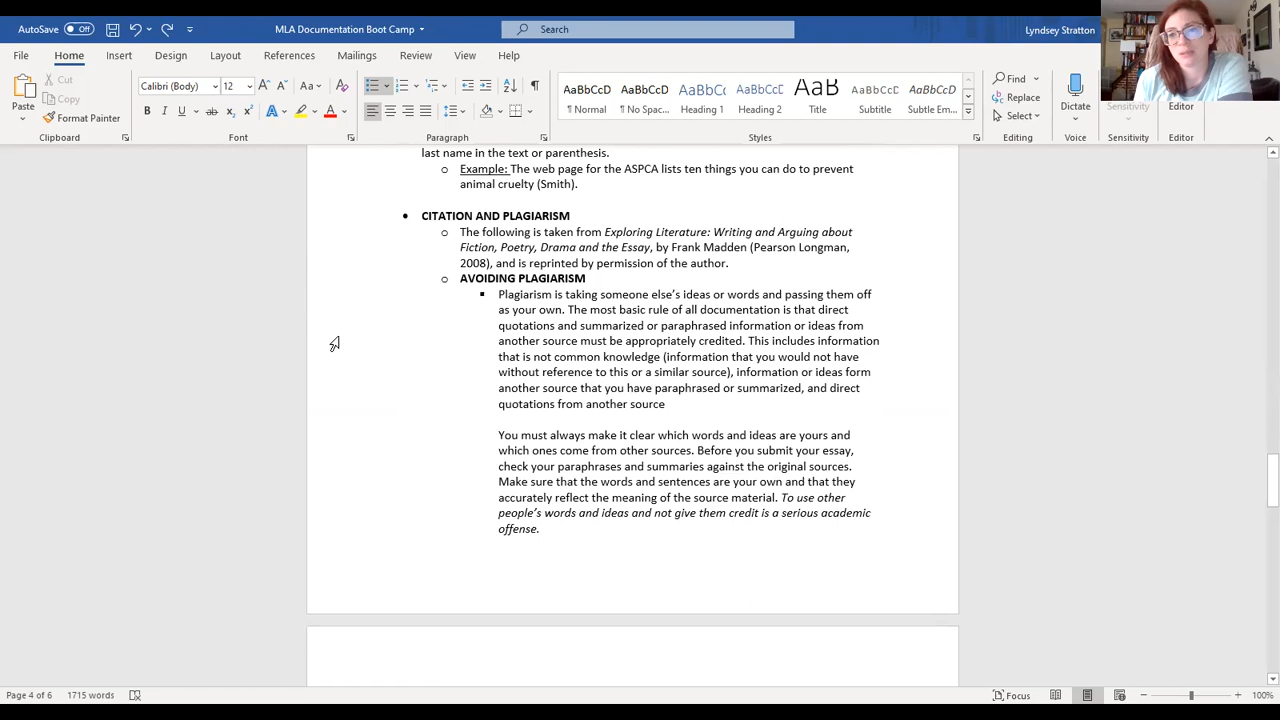 AutoSave Off MLA Documentation Boot Camp Search Lyndsey Stratton
File Home Insert Design Layout References Mailings Review View Help
Paste Cut Copy Format Painter
Calibri (Body) 12 Aa
B I U ab x₂ x² A A
AaBbCcDd AaBbCcDd AaBbCc AaBbCcD AaB AaBbCcD AaBbCcDd
¶ Normal ¶ No Spac... Heading 1 Heading 2 Title Subtitle Subtle Em...
Find Replace Select Dictate Sensitivity Editor
Clipboard Font Paragraph Styles Editing Voice Sensitivity Editor
last name in the text or parenthesis.
o Example: The web page for the ASPCA lists ten things you can do to prevent
animal cruelty (Smith).
• CITATION AND PLAGIARISM
o The following is taken from Exploring Literature: Writing and Arguing about
Fiction, Poetry, Drama and the Essay, by Frank Madden (Pearson Longman,
2008), and is reprinted by permission of the author.
o AVOIDING PLAGIARISM
▪ Plagiarism is taking someone else’s ideas or words and passing them off
as your own. The most basic rule of all documentation is that direct
quotations and summarized or paraphrased information or ideas from
another source must be appropriately credited. This includes information
that is not common knowledge (information that you would not have
without reference to this or a similar source), information or ideas form
another source that you have paraphrased or summarized, and direct
quotations from another source
You must always make it clear which words and ideas are yours and
which ones come from other sources. Before you submit your essay,
check your paraphrases and summaries against the original sources.
Make sure that the words and sentences are your own and that they
accurately reflect the meaning of the source material. To use other
people’s words and ideas and not give them credit is a serious academic
offense.
Page 4 of 6 1715 words Focus 100%